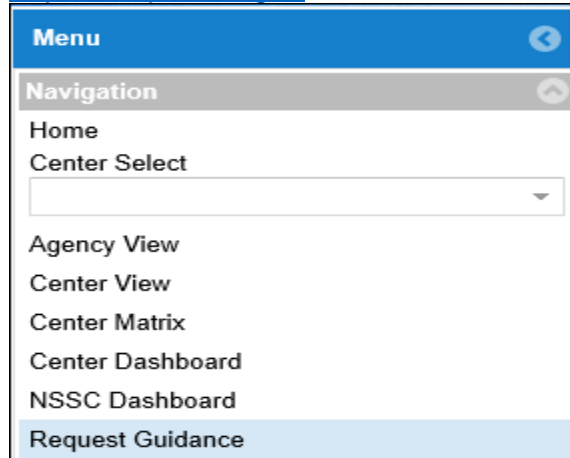 Menu
Navigation
Home
Center Select
Agency View
Center View
Center Matrix
Center Dashboard
NSSC Dashboard
Request Guidance